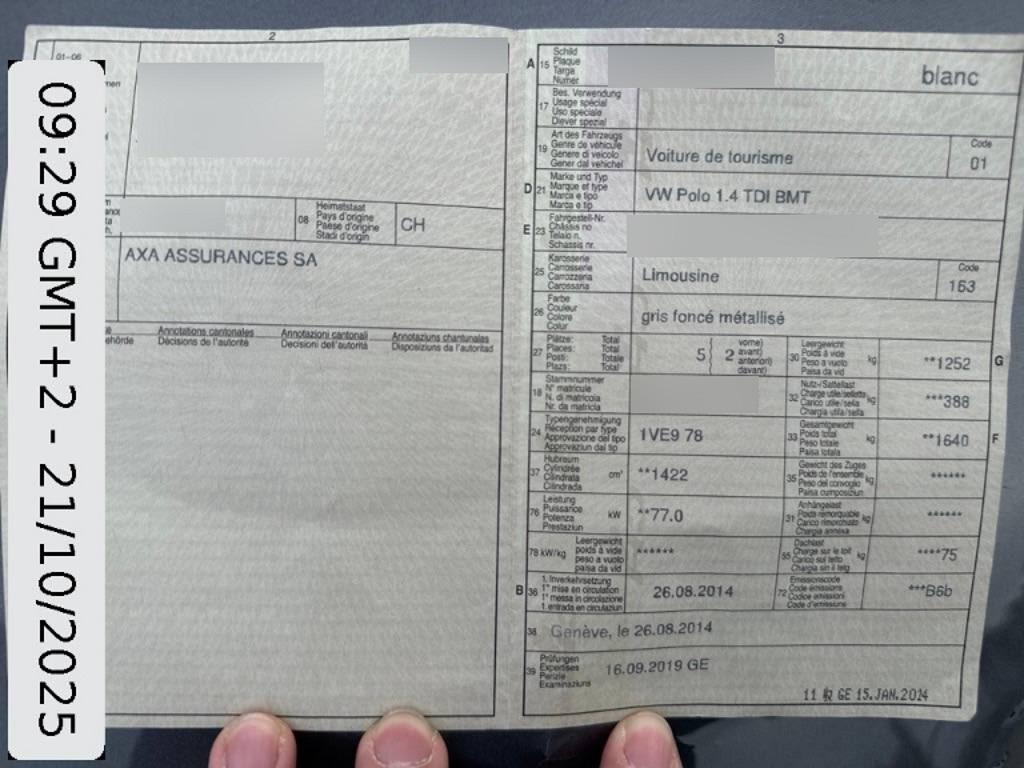 09:29 GMT+2 - 21/10/2025
2
01-06
08
Heimatstaat
Pays d'origine
Paese d'origine
Stadi d'origin
CH
AXA ASSURANCES SA
Annotations cantonales
Annotazioni cantonali
Annotaziuns chantunalas
Décisions de l'autorité
Decisioni dell'autorità
Disposiziuns da l'autoritad
3
A 15
Schild
Plaque
Targa
Numer
blanc
17
Bes. Verwendung
Usage spécial
Uso speciale
Diever spezial
19
Art des Fahrzeugs
Genre de véhicule
Genere di veicolo
Gener dal vehichel
Voiture de tourisme
Code
01
D 21
Marke und Typ
Marque et type
Marca e tipo
Marca e tip
VW Polo 1.4 TDI BMT
E 23
Fahrgestell-Nr.
Châssis no
Telaio n.
Schassis nr.
25
Karosserie
Carrosserie
Carrozzeria
Carossaria
Limousine
Code
163
26
Farbe
Couleur
Colore
Colur
gris foncé métallisé
27
Plätze: Total
Places: Total
Posti: Totale
Plazs: Total
5
2
vorne)
avant)
anteriori)
davant)
30
Leergewicht
Poids à vide
Peso a vuoto
Paisa da vid
kg
**1252
G
18
Stammnummer
N° matricule
N. di matricola
Nr. da matricla
32
Nutz-/Sattellast
Charge utile/sellette
Carico utile/sella
Chargia utila/sella
kg
***388
24
Typengenehmigung
Réception par type
Approvazione del tipo
Approvaziun dal tip
1VE9 78
33
Gesamtgewicht
Poids total
Peso totale
Paisa totala
kg
**1640
F
37
Hubraum
Cylindrée
Cilindrata
Cilindrada
cm³
**1422
35
Gewicht des Zuges
Poids de l'ensemble
Peso del convoglio
Paisa cumposiziun
kg
******
76
Leistung
Puissance
Potenza
Prestaziun
kW
**77.0
31
Anhängelast
Poids remorquable
Carico rimorchiato
Chargia annexa
kg
******
78 kW/kg
Leergewicht
poids à vide
peso a vuoto
paisa da vid
******
55
Dachlast
Charge sur le toit
Carico sul tetto
Chargia sin il tetg
kg
****75
B 36
1. Inverkehrsetzung
1re mise en circulation
1a messa in circolazione
1. entrada en circulaziun
26.08.2014
72
Emissionscode
Code émissions
Codice emissioni
Code d'emissiuns
***B6b
38
Genève, le 26.08.2014
39
Prüfungen
Expertises
Perizie
Examinaziuns
16.09.2019 GE
GE 15. JAN. 2024